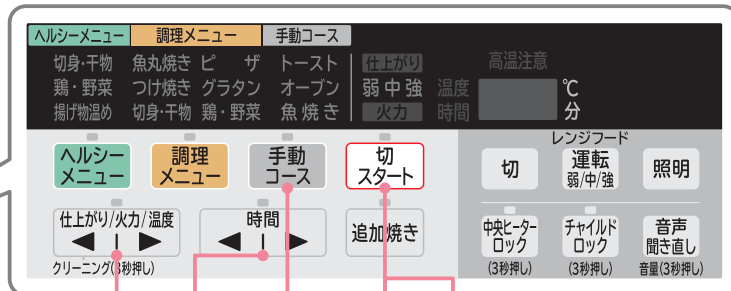 ヘルシーメニュー 調理メニュー 手動コース
切身・干物 魚丸焼き ピザ トースト 仕上がり 高温注意
鶏・野菜 つけ焼き グラタン オーブン 弱 中 強 温度 ℃
揚げ物温め 切身・干物 鶏・野菜 魚焼き 火力 時間 分
レンジフード
ヘルシー
メニュー
調理
メニュー
手動
コース
切
スタート
切
運転
弱/中/強
照明
仕上がり/火力/温度
◀ | ▶
クリーニング(3秒押し)
時間
◀ | ▶
追加焼き
中央ヒーター
ロック
(3秒押し)
チャイルド
ロック
(3秒押し)
音声
聞き直し
音量(3秒押し)